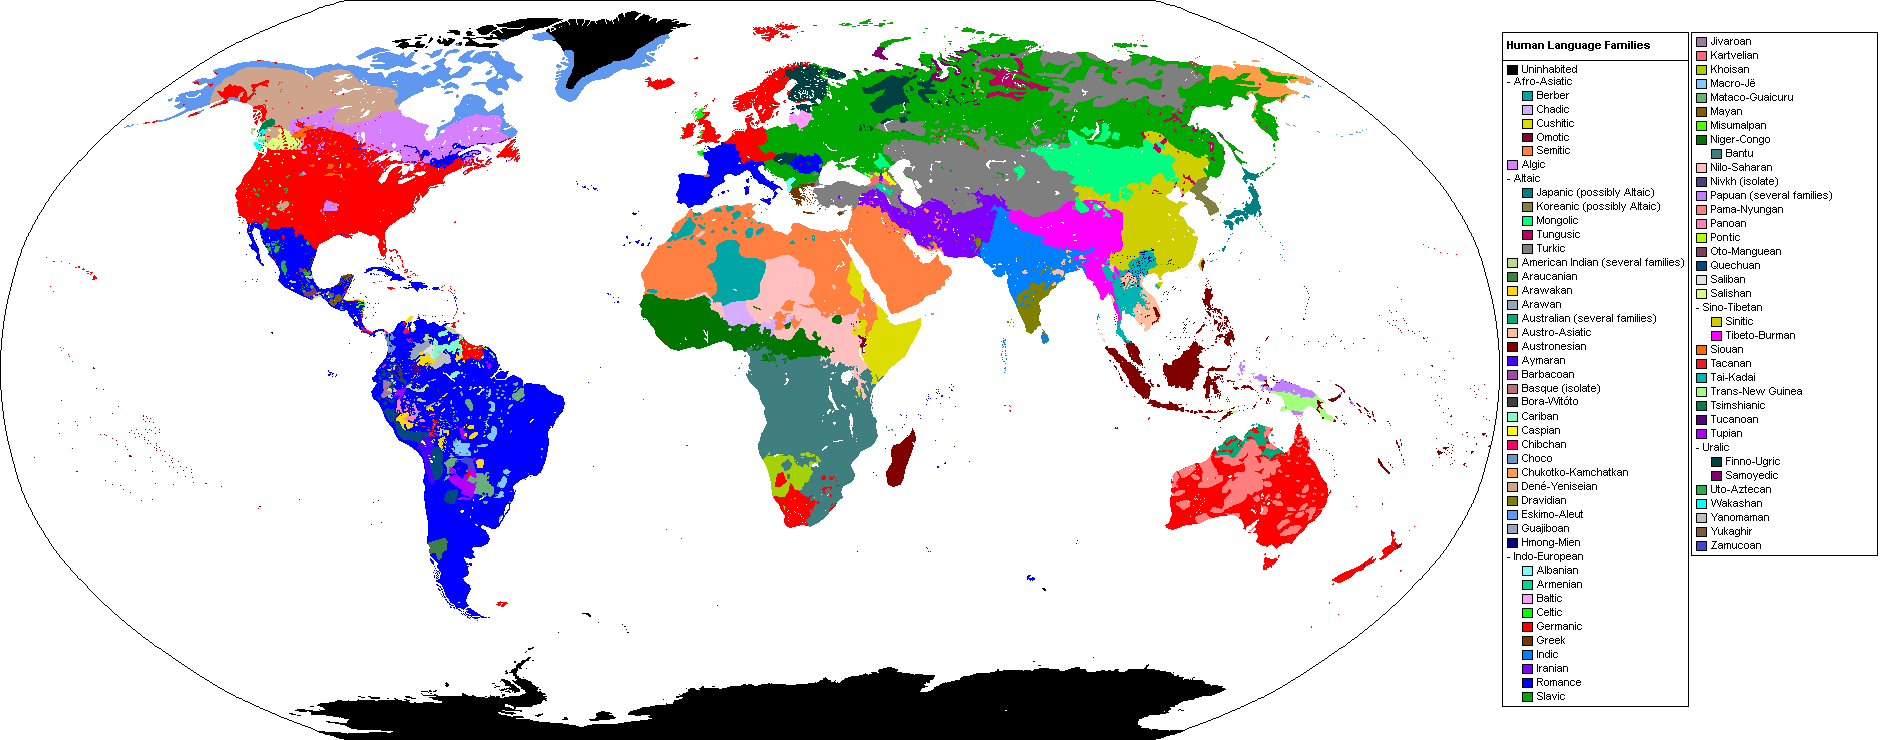 Human Language Families
Uninhabited
- Afro-Asiatic
Berber
Chadic
Cushitic
Omotic
Semitic
Algic
- Altaic
Japanic (possibly Altaic)
Koreanic (possibly Altaic)
Mongolic
Tungusic
Turkic
American Indian (several families)
Araucanian
Arawakan
Arawan
Australian (several families)
Austro-Asiatic
Austronesian
Aymaran
Barbacoan
Basque (isolate)
Bora-Witóto
Cariban
Caspian
Chibchan
Choco
Chukotko-Kamchatkan
Dené-Yeniseian
Dravidian
Eskimo-Aleut
Guajiboan
Hmong-Mien
- Indo-European
Albanian
Armenian
Baltic
Celtic
Germanic
Greek
Indic
Iranian
Romance
Slavic
Jivaroan
Kartvelian
Khoisan
Macro-Jë
Mataco-Guaicuru
Mayan
Misumalpan
Niger-Congo
Bantu
Nilo-Saharan
Nivkh (isolate)
Papuan (several families)
Pama-Nyungan
Panoan
Pontic
Oto-Manguean
Quechuan
Saliban
Salishan
- Sino-Tibetan
Sinitic
Tibeto-Burman
Siouan
Tacanan
Tai-Kadai
Trans-New Guinea
Tsimshianic
Tucanoan
Tupian
- Uralic
Finno-Ugric
Samoyedic
Uto-Aztecan
Wakashan
Yanomaman
Yukaghir
Zamucoan